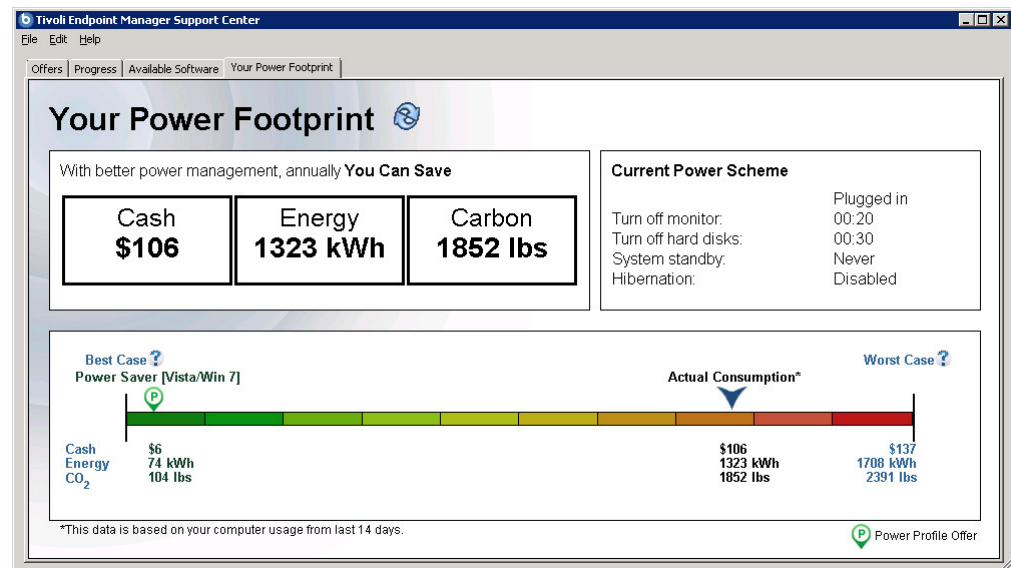 Tivoli Endpoint Manager Support Center
File Edit Help
Offers Progress Available Software Your Power Footprint
Your Power Footprint
With better power management, annually You Can Save
Cash Energy Carbon
$106 1323 kWh 1852 lbs
Current Power Scheme
Plugged in
Turn off monitor: 00:20
Turn off hard disks: 00:30
System standby: Never
Hibernation: Disabled
Best Case ? Worst Case ?
Power Saver [Vista/Win 7] Actual Consumption*
P
Cash $6 $106 $137
Energy 74 kWh 1323 kWh 1708 kWh
CO2 104 lbs 1852 lbs 2391 lbs
*This data is based on your computer usage from last 14 days.
P Power Profile Offer